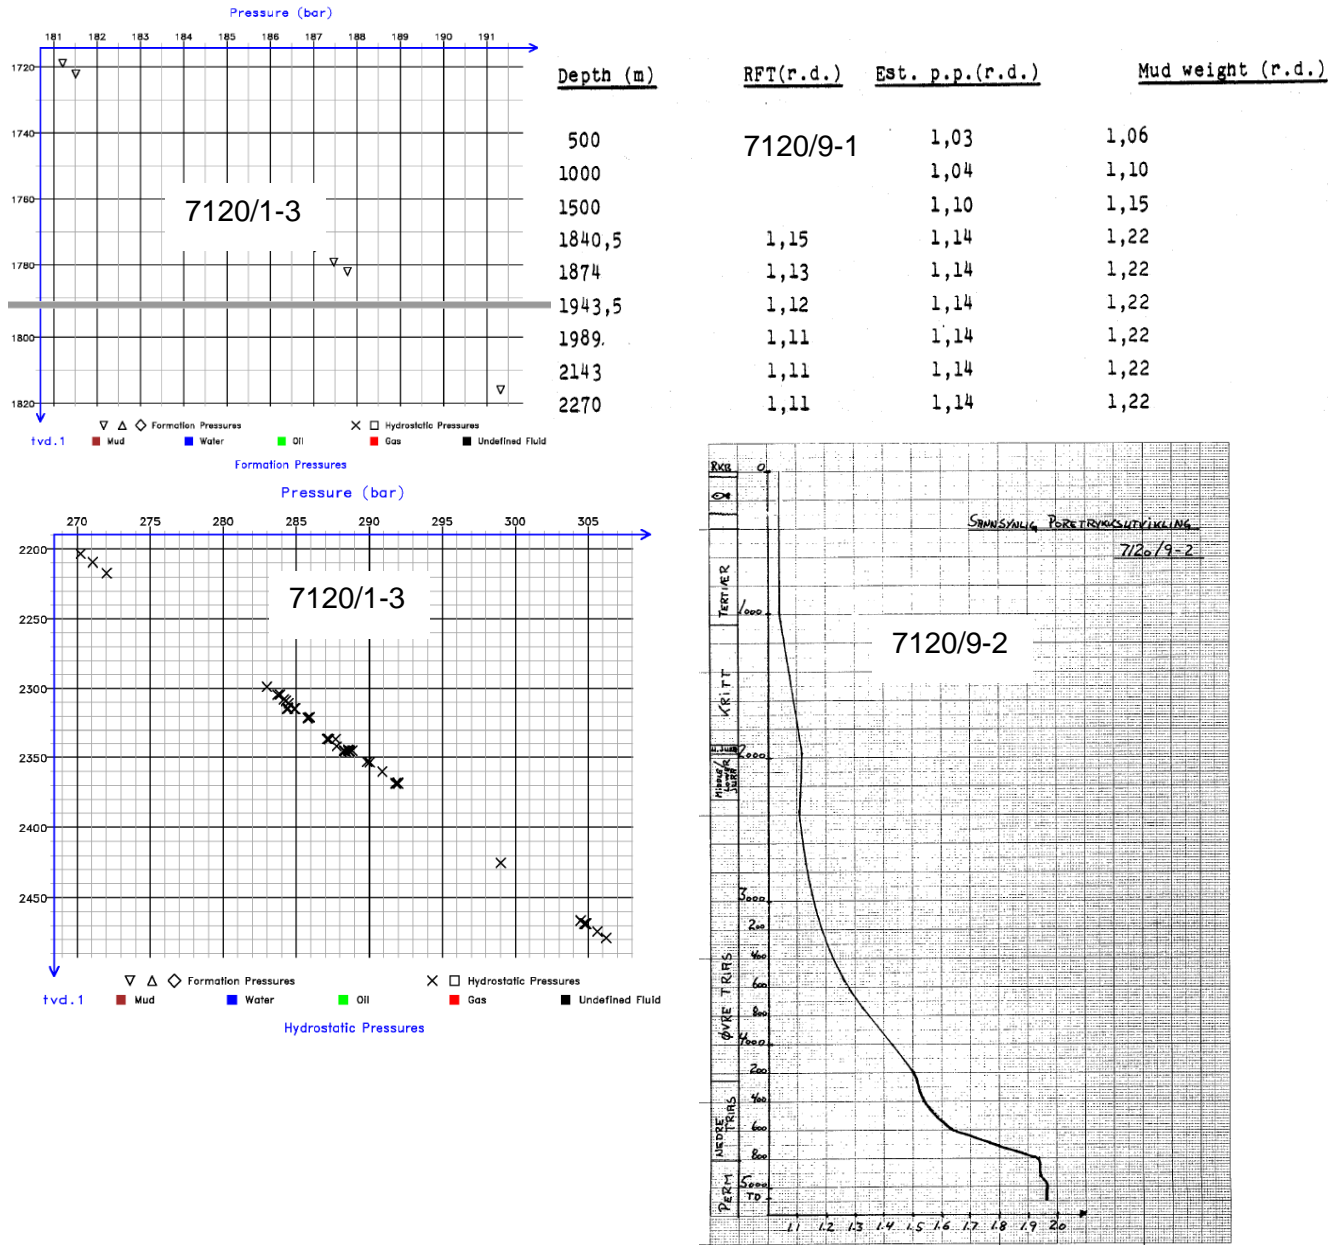 Pressure (bar)
181 182 183 184 185 186 187 188 189 190 191
1720
1740
1760
7120/1-3
1780
1800
1820
Formation Pressures Hydrostatic Pressures
tvd.1 Mud Water Oil Gas Undefined Fluid
Formation Pressures
Depth (m) RFT(r.d.) Est. p.p.(r.d.) Mud weight (r.d.)
7120/9-1
500 1,03 1,06
1000 1,04 1,10
1500 1,10 1,15
1840,5 1,15 1,14 1,22
1874 1,13 1,14 1,22
1943,5 1,12 1,14 1,22
1989. 1,11 1,14 1,22
2143 1,11 1,14 1,22
2270 1,11 1,14 1,22
Pressure (bar)
270 275 280 285 290 295 300 305
2200
7120/1-3
2250
2300
2350
2400
2450
Formation Pressures Hydrostatic Pressures
tvd.1 Mud Water Oil Gas Undefined Fluid
Hydrostatic Pressures
RKB 0
SANNSYNLIG PORETRYKKSUTVIKLING
7120/9-2
TERTIÆR
1000
7120/9-2
KRITT
U. JURA
2000
MIDDLE/
LOWER
JURA
3000
200
400
ØVRE TRIAS
600
800
4000
200
400
NEDRE
TRIAS
600
800
PERM
5000
TD
1.1 1.2 1.3 1.4 1.5 1.6 1.7 1.8 1.9 2.0